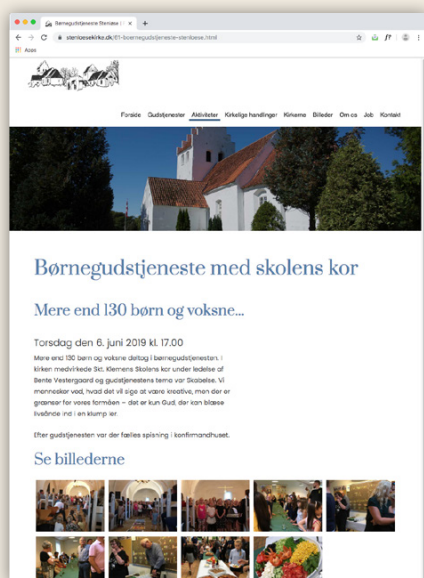 Børnegudstjeneste Stenløse |
stenloesekirke.dk/61-boernegudstjeneste-stenloese.html
Apps
Forside Gudstjenester Aktiviteter Kirkelige handlinger Kirkerne Billeder Om os Job Kontakt
Børnegudstjeneste med skolens kor
Mere end 130 børn og voksne...
Torsdag den 6. juni 2019 kl. 17.00
Mere end 130 børn og voksne deltog i børnegudstjenesten. I
kirken medvirkede Skt. Klemens Skolens kor under ledelse af
Bente Vestergaard og gudstjenestens tema var Skabelse. Vi
mennesker ved, hvad det vil sige at være kreative, men der er
grænser for vores formåen – det er kun Gud, der kan blæse
livsånde ind i en klump ler.
Efter gudstjenesten var der fælles spisning i konfirmandhuset.
Se billederne